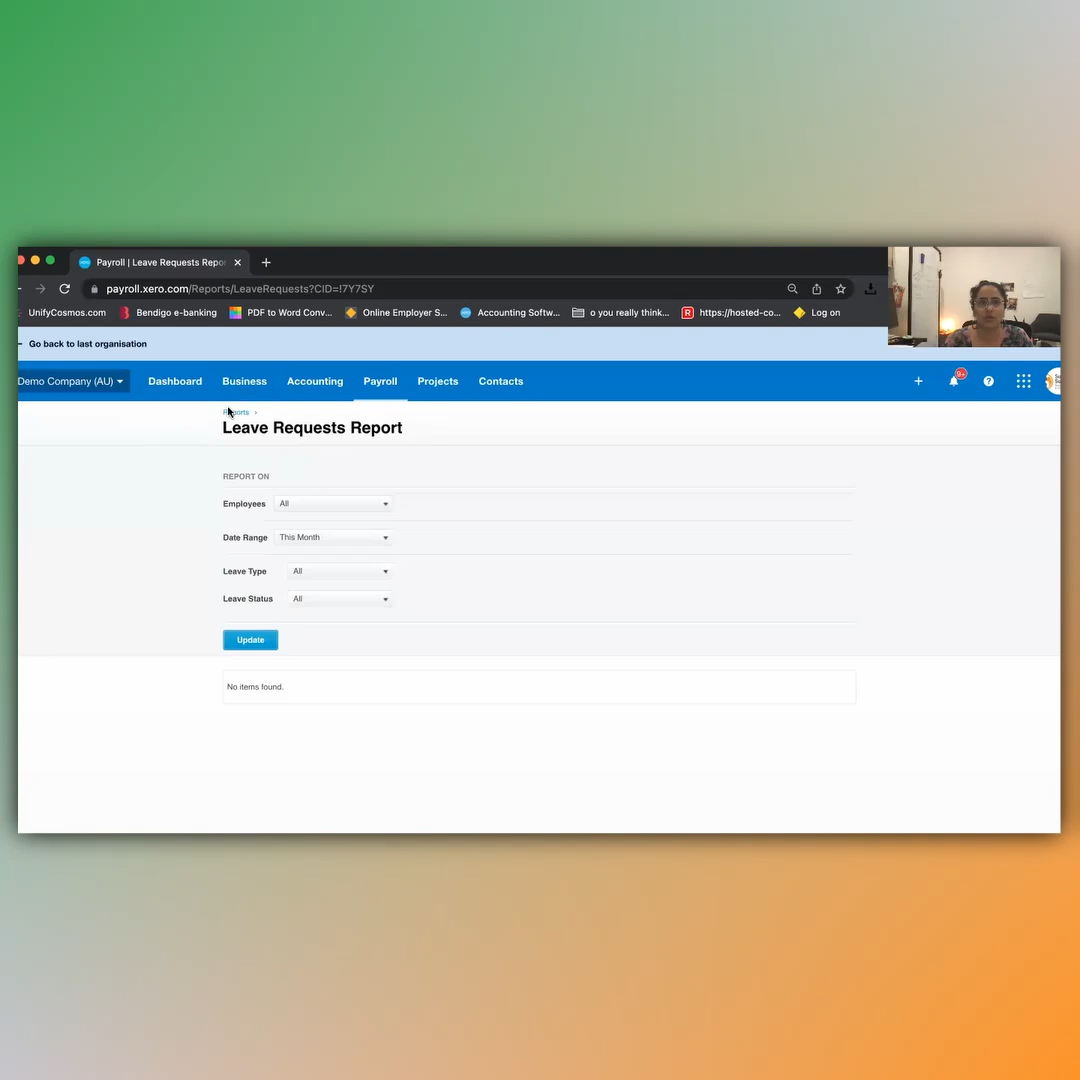 Payroll | Leave Requests Repor
payroll.xero.com/Reports/LeaveRequests?CID=!7Y7SY
UnifyCosmos.com
Bendigo e-banking
PDF to Word Conv...
Online Employer S...
Accounting Softw...
o you really think...
R
https://hosted-co...
Log on
Go back to last organisation
Demo Company (AU)
Dashboard
Business
Accounting
Payroll
Projects
Contacts
9+
Reports ›
Leave Requests Report
REPORT ON
Employees All
Date Range This Month
Leave Type All
Leave Status All
Update
No items found.